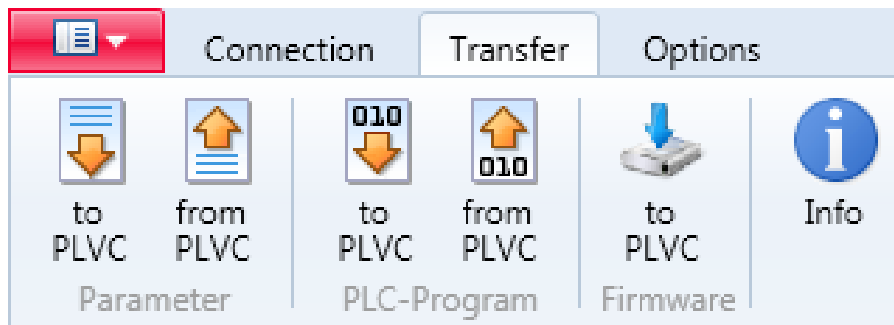 Connection Transfer Options
010 010
to from to from to Info
PLVC PLVC PLVC PLVC PLVC
Parameter PLC-Program Firmware